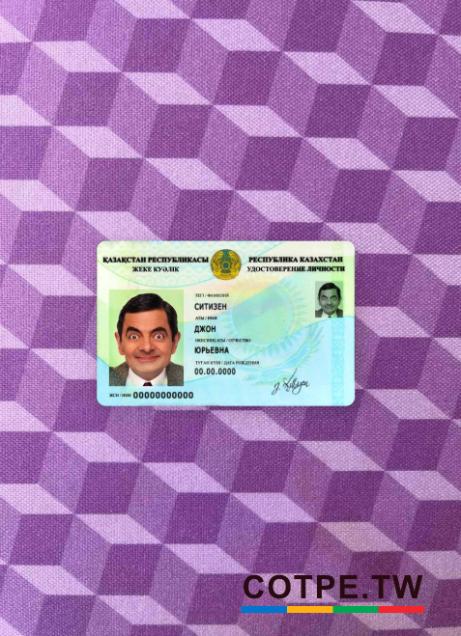 ҚАЗАҚСТАН РЕСПУБЛИКАСЫ
ЖЕКЕ КУӘЛІК
РЕСПУБЛИКА КАЗАХСТАН
УДОСТОВЕРЕНИЕ ЛИЧНОСТИ
ТЕГІ / ФАМИЛИЯ
СИТИЗЕН
АТЫ / ИМЯ
ДЖОН
ӘКЕСІНІҢ АТЫ / ОТЧЕСТВО
ЮРЬЕВНА
ТУҒАН КҮНІ / ДАТА РОЖДЕНИЯ
00.00.0000
ЖСН / ИИН 00000000000
COTPE.TW